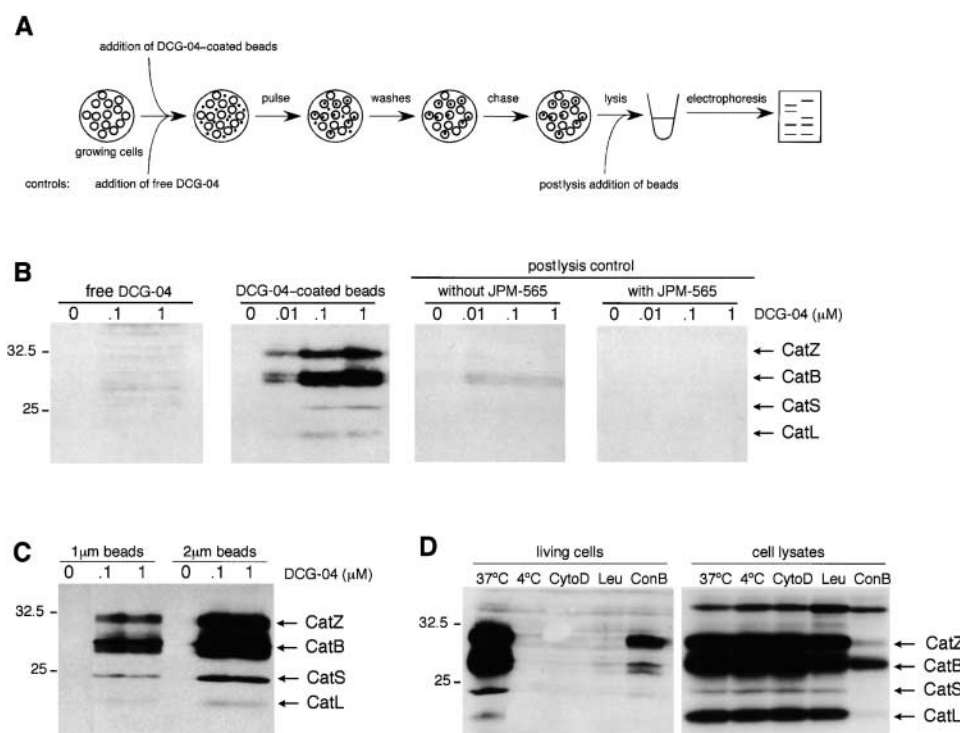 A
addition of DCG-04–coated beads
pulse washes chase lysis electrophoresis
growing cells
controls: addition of free DCG-04
postlysis addition of beads
B
postlysis control
free DCG-04 DCG-04–coated beads without JPM-565 with JPM-565
0 .1 1 0 .01 .1 1 0 .01 .1 1 0 .01 .1 1 DCG-04 (µM)
32.5 - ← CatZ
← CatB
25 - ← CatS
← CatL
C
1µm beads 2µm beads
0 .1 1 0 .1 1 DCG-04 (µM)
32.5 - ← CatZ
← CatB
25 - ← CatS
← CatL
D
living cells cell lysates
37ºC 4ºC CytoD Leu ConB 37ºC 4ºC CytoD Leu ConB
32.5 -
← CatZ
← CatB
25 -
← CatS
← CatL